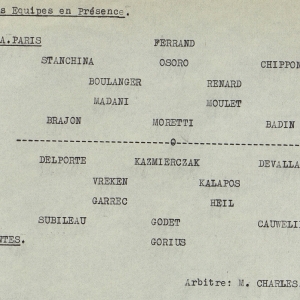 s Equipes en Présence.
A.PARIS FERRAND
STANCHINA OSORO CHIPPON
BOULANGER RENARD
MADANI MOULET
BRAJON MORETTI BADIN
-----------------------O-----------------------
DELPORTE KAZMIERCZAK DEVALLA
VREKEN KALAPOS
GARREC HEIL
SUBILEAU GODET CAUWELI
NTES. GORIUS
Arbitre: M. CHARLES